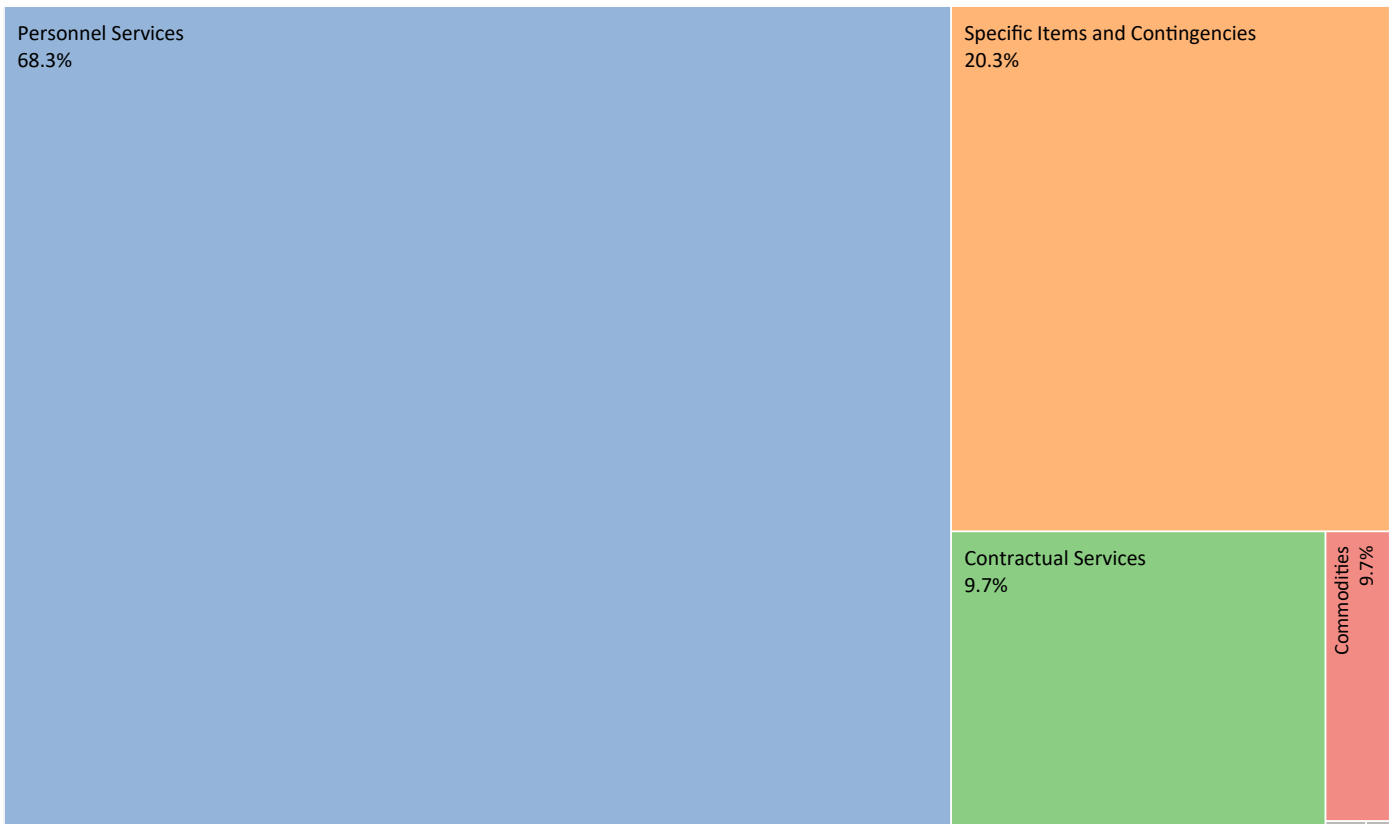 Personnel Services
68.3%
Specific Items and Contingencies
20.3%
Contractual Services
9.7%
Commodities
9.7%